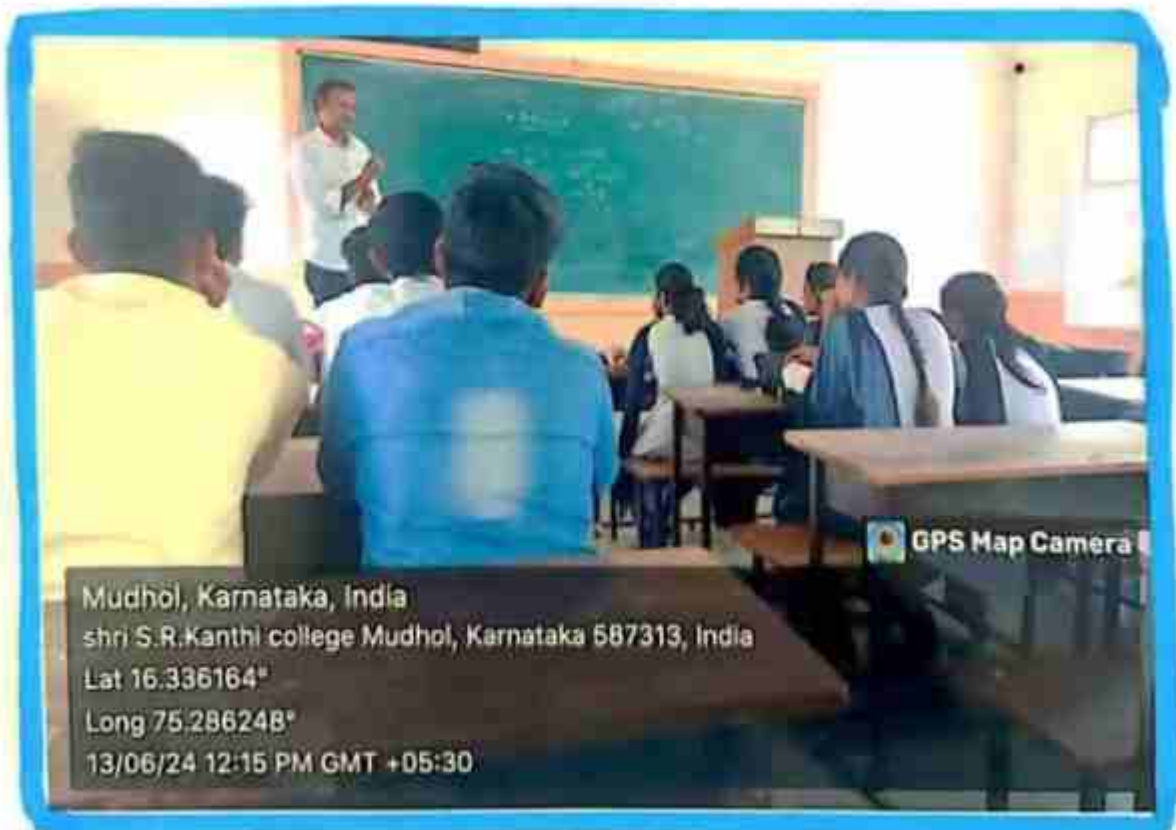 GPS Map Camera
Mudhol, Karnataka, India
shri S.R.Kanthi college Mudhol, Karnataka 587313, India
Lat 16.336164°
Long 75.286248°
13/06/24 12:15 PM GMT +05:30